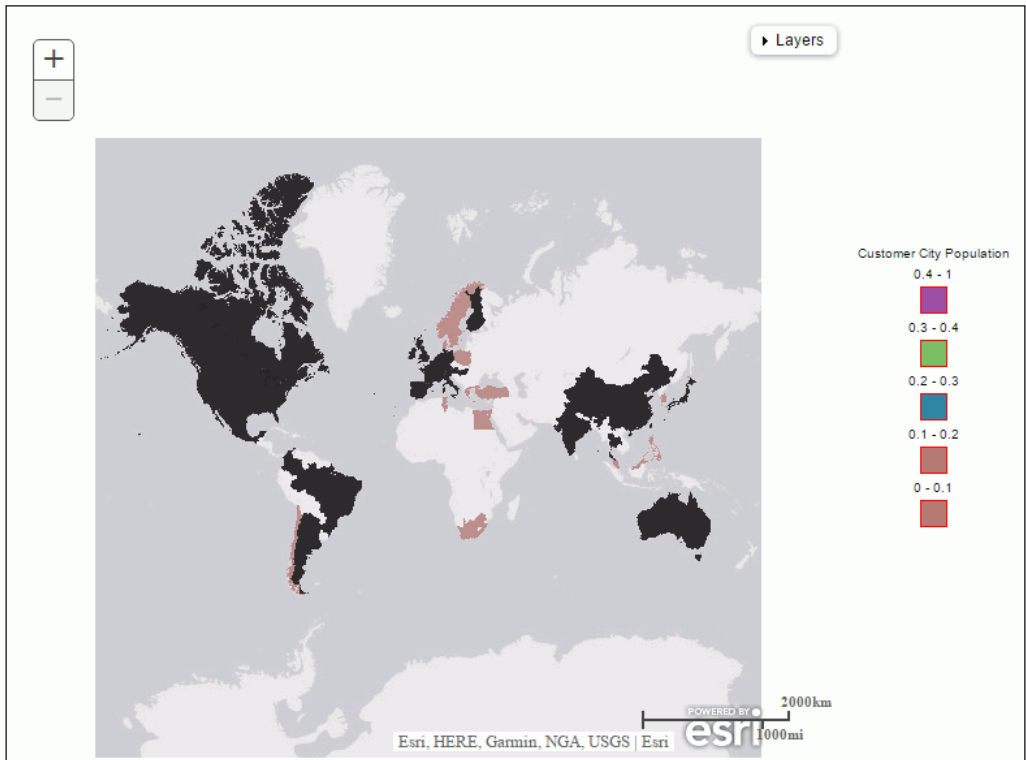 +
Layers
−
Customer City Population
0.4 - 1
0.3 - 0.4
0.2 - 0.3
0.1 - 0.2
0 - 0.1
2000km
POWERED BY
esri
1000mi
Esri, HERE, Garmin, NGA, USGS | Esri